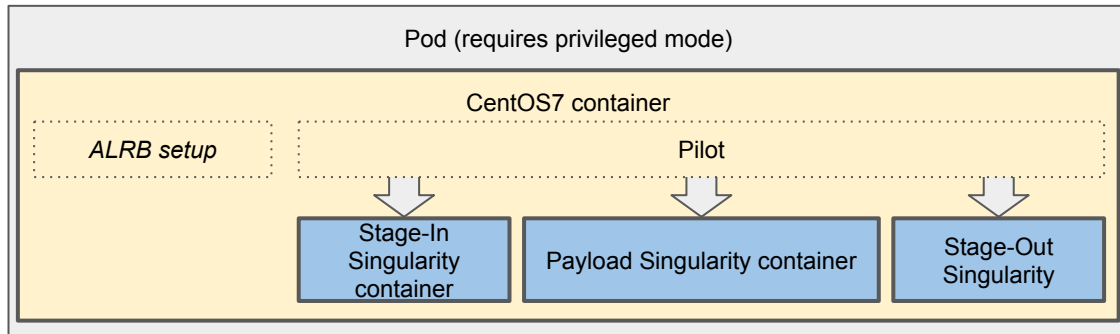 Pod (requires privileged mode)
CentOS7 container
ALRB setup
Pilot
Stage-In
Singularity
container
Payload Singularity container
Stage-Out
Singularity